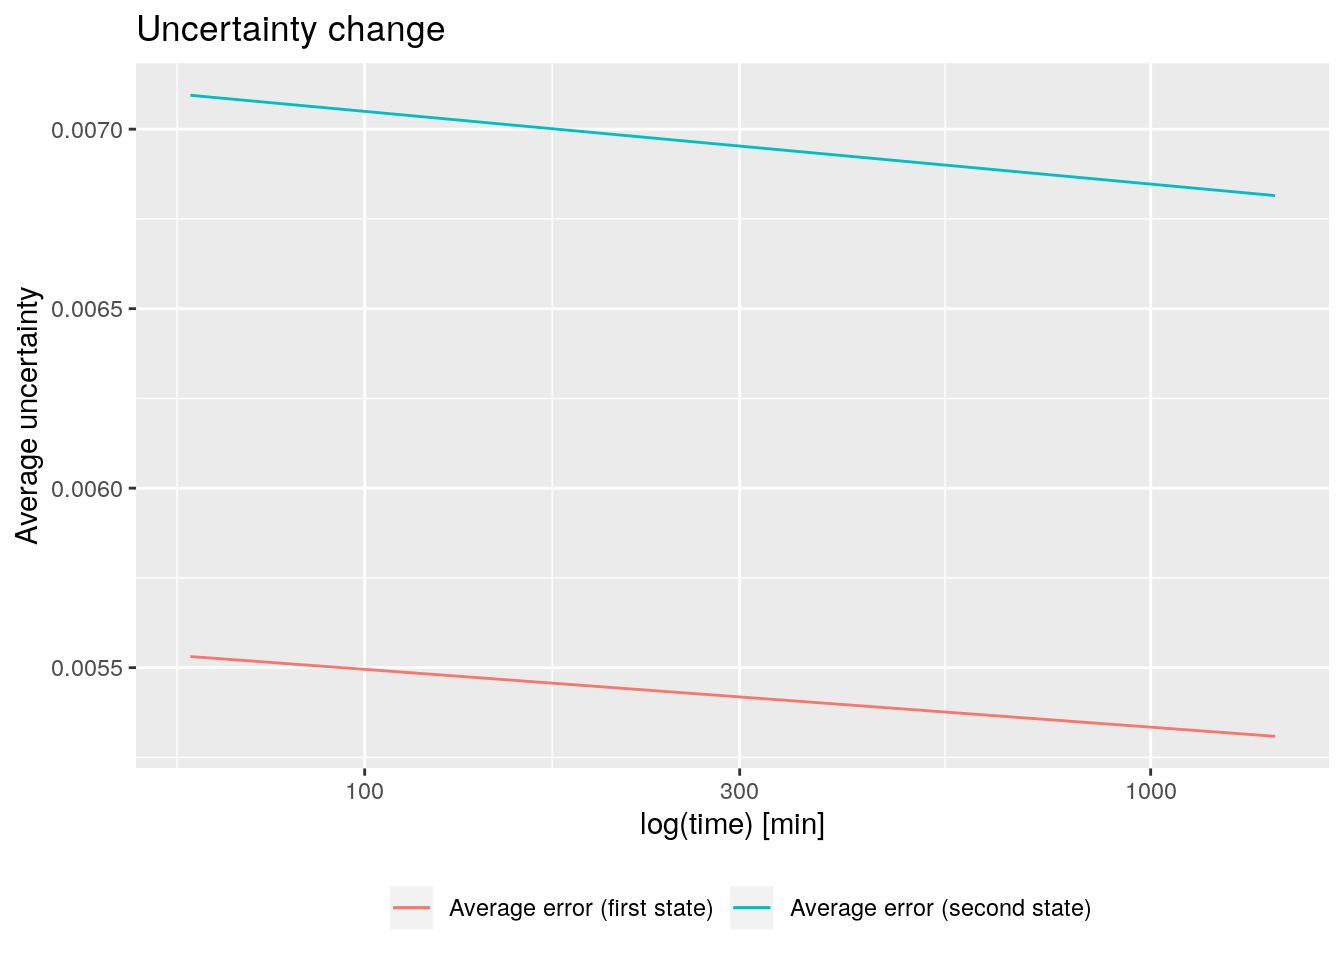 Uncertainty change
Average uncertainty
0.0070
0.0065
0.0060
0.0055
100 300 1000
log(time) [min]
Average error (first state) Average error (second state)